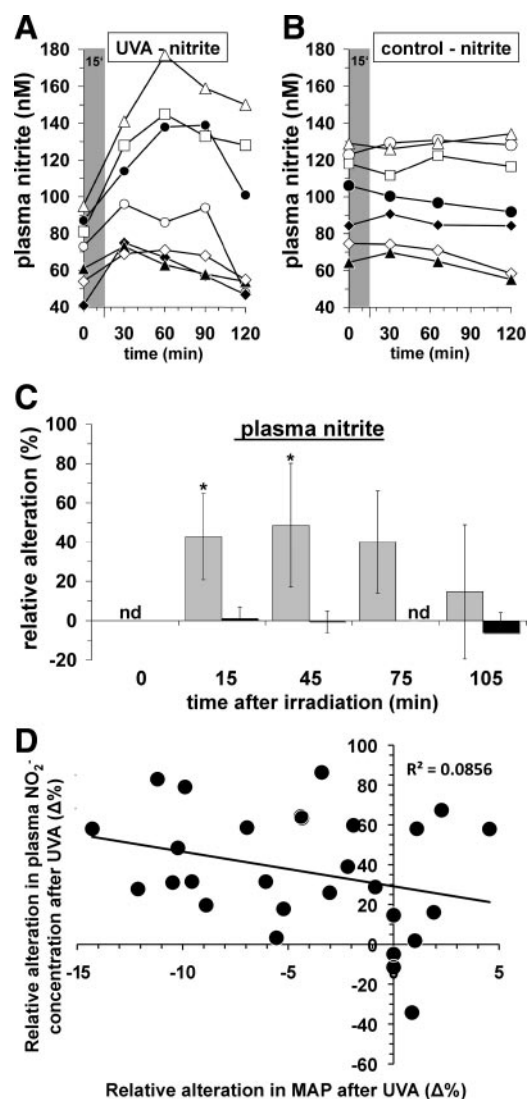 A
UVA - nitrite
15'
plasma nitrite (nM)
180
160
140
120
100
80
60
40
0 30 60 90 120
time (min)
B
control - nitrite
15'
plasma nitrite (nM)
180
160
140
120
100
80
60
40
0 30 60 90 120
time (min)
C
plasma nitrite
relative alteration (%)
100
80
60
40
20
0
-20
nd
*
*
nd
0 15 45 75 105
time after irradiation (min)
D
R² = 0.0856
Relative alteration in plasma NO₂⁻
concentration after UVA (Δ%)
100
80
60
40
20
0
-20
-40
-60
-15 -10 -5 0 5
Relative alteration in MAP after UVA (Δ%)